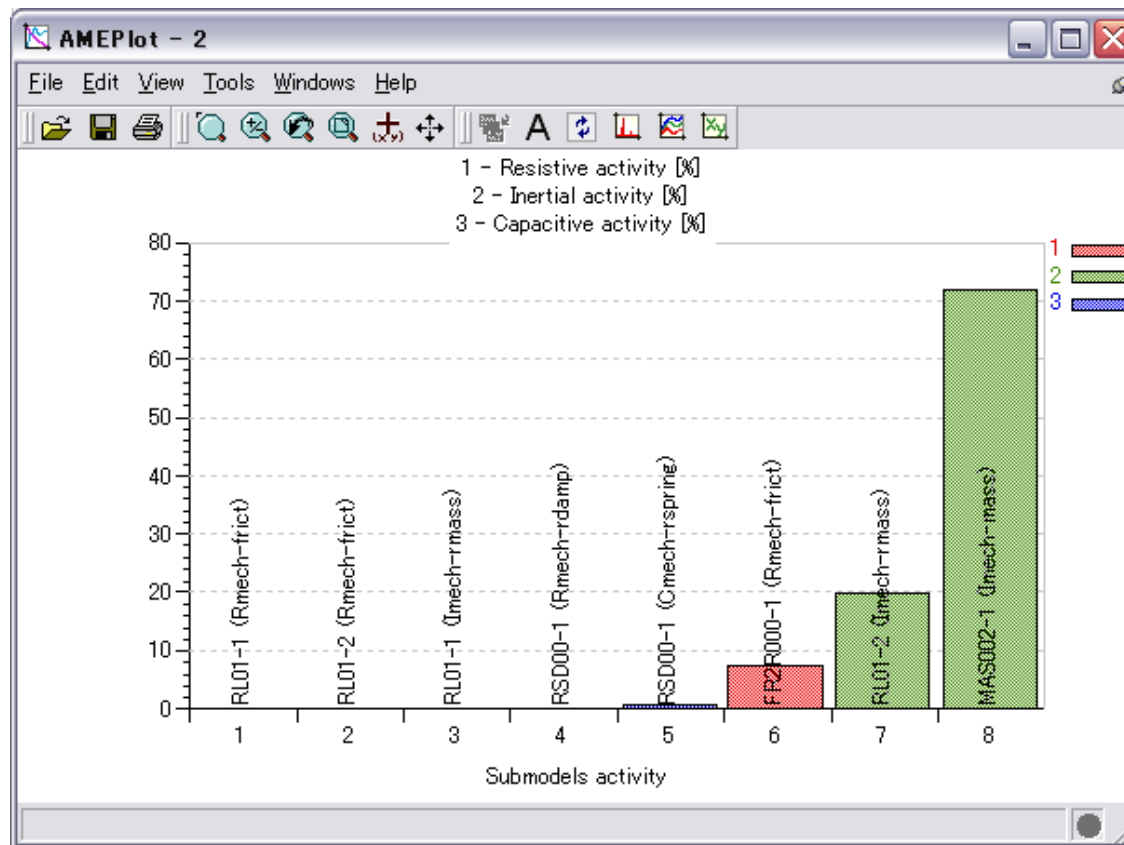 AMEPlot - 2
File Edit View Tools Windows Help
(x,y) A xy
1 - Resistive activity [%]
2 - Inertial activity [%]
3 - Capacitive activity [%]
80
70
60
50
40
30
20
10
0
1
2
3
RL01-1 (Rmech-frict)
RL01-2 (Rmech-frict)
RL01-1 (Imech-rmass)
RSD00-1 (Rmech-rdamp)
RSD00-1 (Cmech-rspring)
FR2R000-1 (Rmech-frict)
RL01-2 (Imech-rmass)
MAS002-1 (Imech-mass)
1 2 3 4 5 6 7 8
Submodels activity